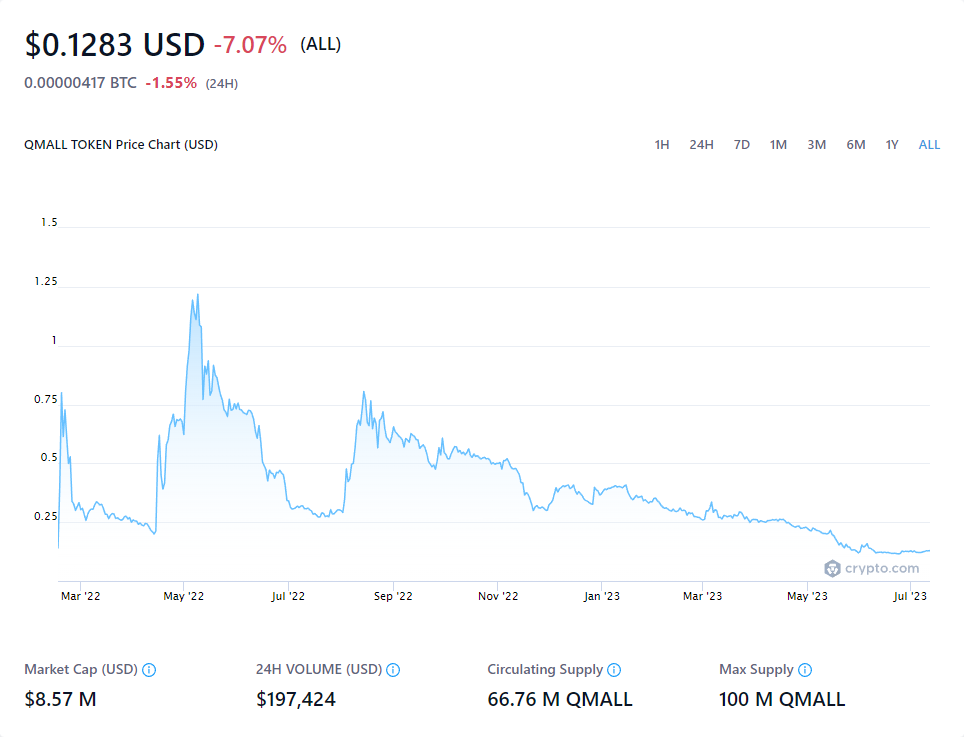 $0.1283 USD -7.07% (ALL)
0.00000417 BTC -1.55% (24H)
QMALL TOKEN Price Chart (USD) 1H 24H 7D 1M 3M 6M 1Y ALL
1.5
1.25
1
0.75
0.5
0.25
crypto.com
Mar '22 May '22 Jul '22 Sep '22 Nov '22 Jan '23 Mar '23 May '23 Jul '23
Market Cap (USD) 24H VOLUME (USD) Circulating Supply Max Supply
$8.57 M $197,424 66.76 M QMALL 100 M QMALL